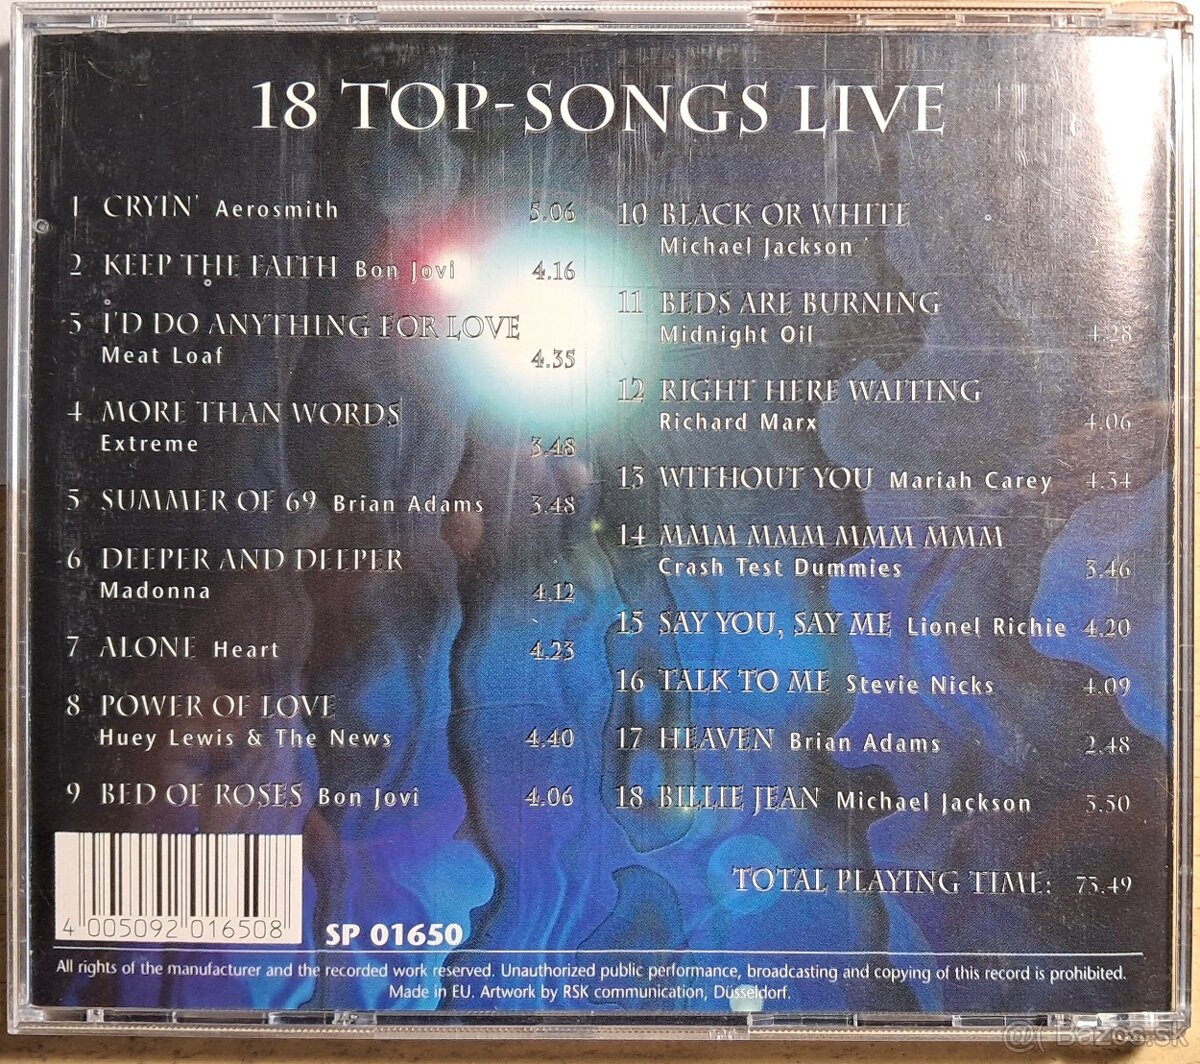 18 TOP-SONGS LIVE
1 CRYIN' Aerosmith 5.06
2 KEEP THE FAITH Bon Jovi 4.16
3 I'D DO ANYTHING FOR LOVE
Meat Loaf 4.35
4 MORE THAN WORDS
Extreme 3.48
5 SUMMER OF 69 Brian Adams 3.48
6 DEEPER AND DEEPER
Madonna 4.12
7 ALONE Heart 4.23
8 POWER OF LOVE
Huey Lewis & The News 4.40
9 BED OF ROSES Bon Jovi 4.06
10 BLACK OR WHITE
Michael Jackson
11 BEDS ARE BURNING
Midnight Oil 4.28
12 RIGHT HERE WAITING
Richard Marx 4.06
13 WITHOUT YOU Mariah Carey 4.34
14 MMM MMM MMM MMM
Crash Test Dummies 3.46
15 SAY YOU, SAY ME Lionel Richie 4.20
16 TALK TO ME Stevie Nicks 4.09
17 HEAVEN Brian Adams 2.48
18 BILLIE JEAN Michael Jackson 3.50
TOTAL PLAYING TIME: 73.49
4 005092 016508
SP 01650
All rights of the manufacturer and the recorded work reserved. Unauthorized public performance, broadcasting and copying of this record is prohibited.
Made in EU. Artwork by RSK communication, Düsseldorf.
Bazos.sk